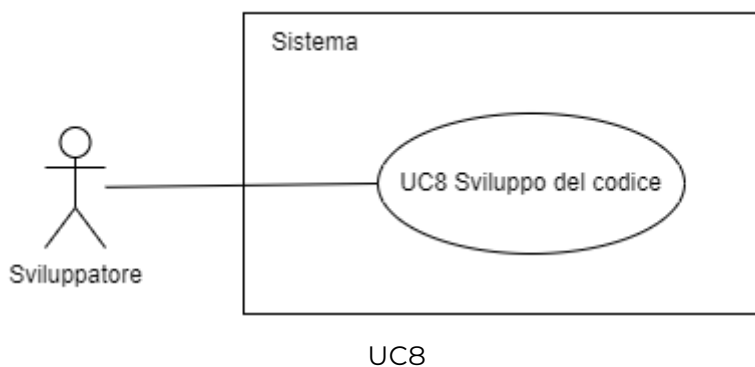 Sistema
UC8 Sviluppo del codice
Sviluppatore
UC8